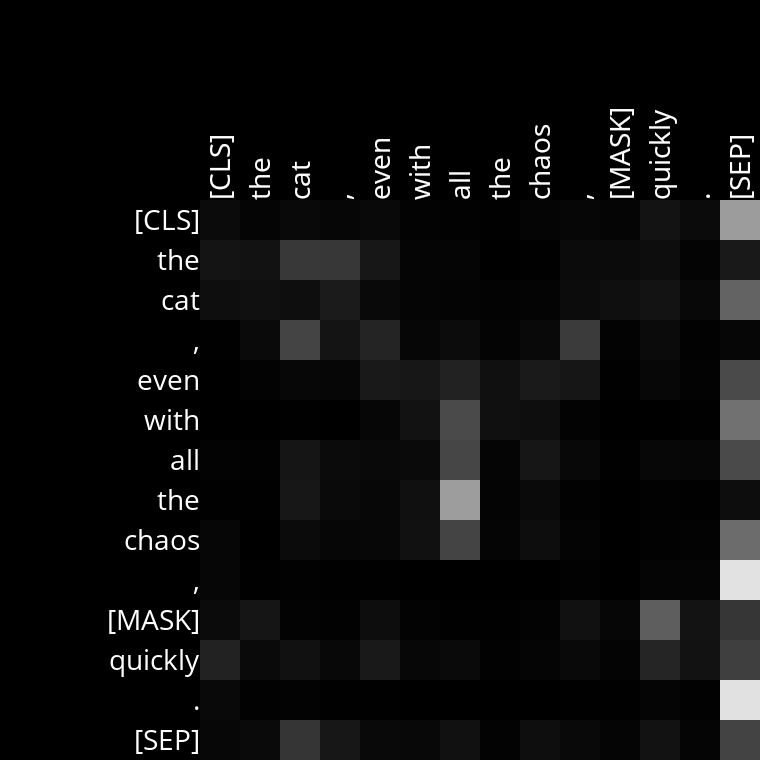 [CLS] the cat , even with all the chaos , [MASK] quickly . [SEP]
[CLS]
the
cat
,
even
with
all
the
chaos
,
[MASK]
quickly
.
[SEP]